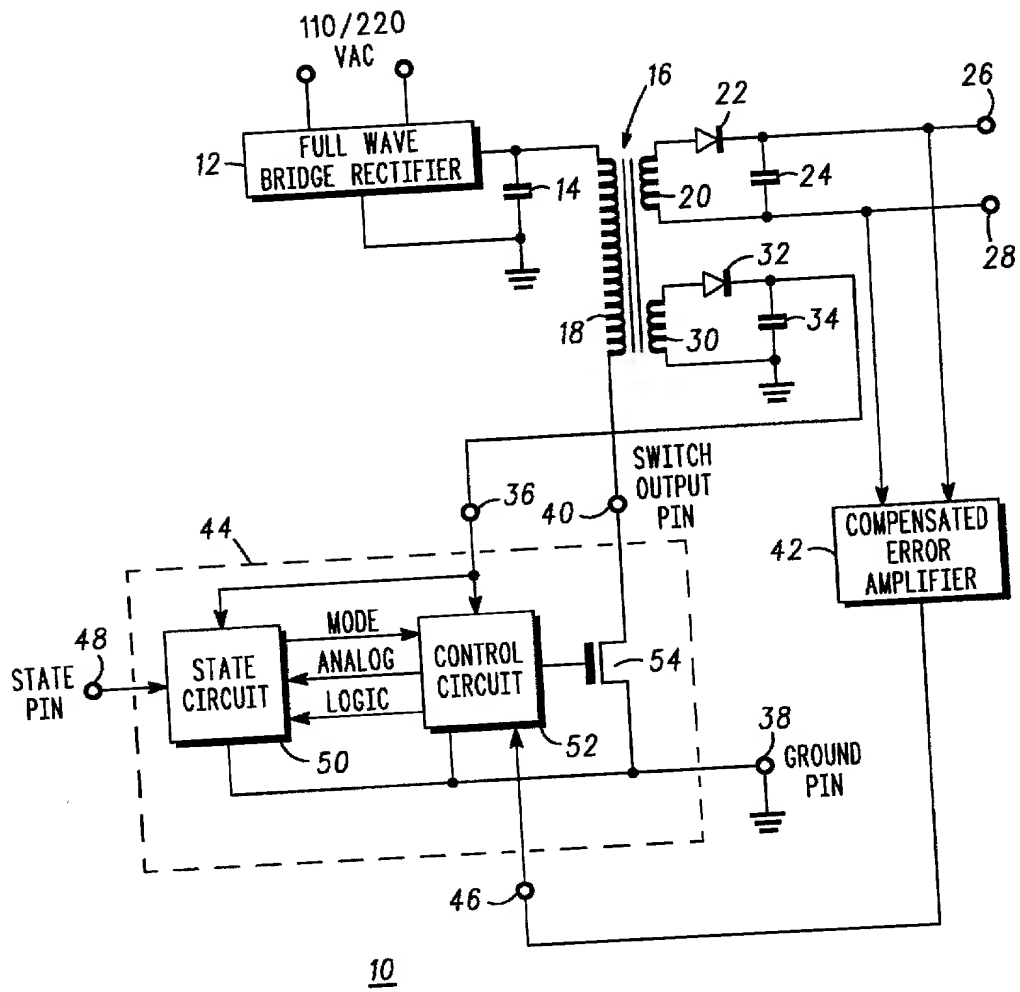 110/220
VAC
16
22
26
12
FULL WAVE
BRIDGE RECTIFIER
14
20
24
28
32
18
30
34
SWITCH
OUTPUT
PIN
36
40
44
42
COMPENSATED
ERROR
AMPLIFIER
48
STATE
PIN
STATE
CIRCUIT
MODE
ANALOG
LOGIC
CONTROL
CIRCUIT
54
50
52
38
GROUND
PIN
46
10